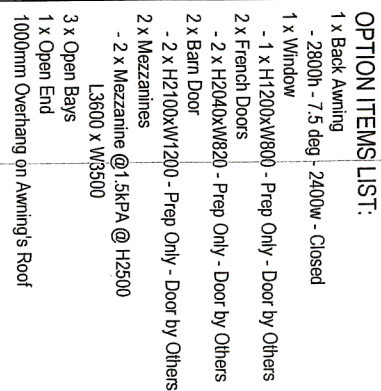 OPTION ITEMS LIST:
1 x Back Awning
- 2800h - 7.5 deg - 2400w - Closed
1 x Window
- 1 x H1200xW800 - Prep Only - Door by Others
2 x French Doors
- 2 x H2040xW820 - Prep Only - Door by Others
2 x Barn Door
- 2 x H2100xW1200 - Prep Only - Door by Others
2 x Mezzanines
- 2 x Mezzanine @1.5kPA @ H2500
L3600 x W3500
3 x Open Bays
1 x Open End
1000mm Overhang on Awning's Roof